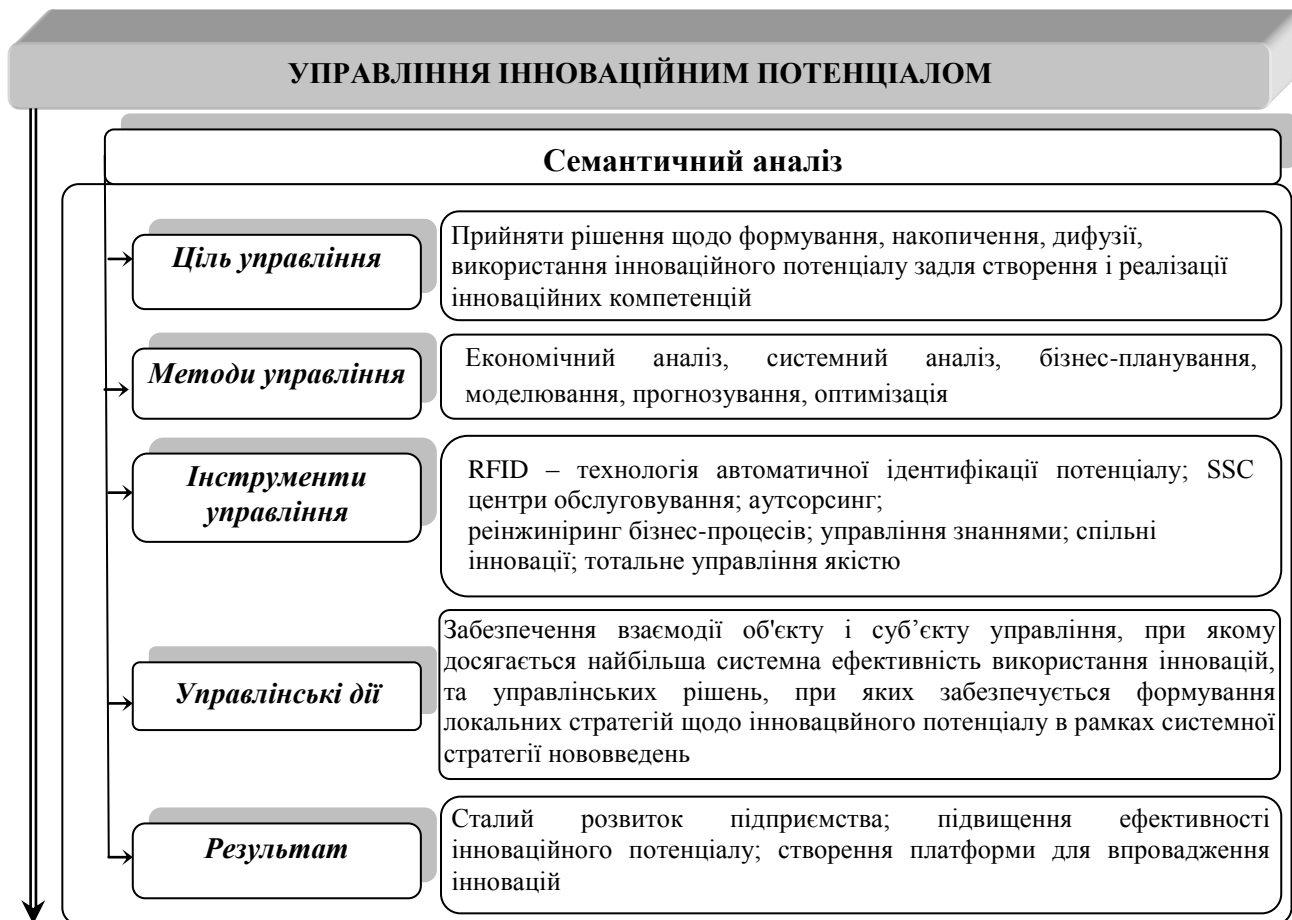 УПРАВЛІННЯ ІННОВАЦІЙНИМ ПОТЕНЦІАЛОМ
Семантичний аналіз
Ціль управління
Прийняти рішення щодо формування, накопичення, дифузії,
використання інноваційного потенціалу задля створення і реалізації
інноваційних компетенцій
Методи управління
Економічний аналіз, системний аналіз, бізнес-планування,
моделювання, прогнозування, оптимізація
Інструменти
управління
RFID – технологія автоматичної ідентифікації потенціалу; SSC
центри обслуговування; аутсорсинг;
реінжиніринг бізнес-процесів; управління знаннями; спільні
інновації; тотальне управління якістю
Управлінські дії
Забезпечення взаємодії об'єкту і суб’єкту управління, при якому
досягається найбільша системна ефективність використання інновацій,
та управлінських рішень, при яких забезпечується формування
локальних стратегій щодо інновацвйного потенціалу в рамках системної
стратегії нововведень
Результат
Сталий розвиток підприємства; підвищення ефективності
інноваційного потенціалу; створення платформи для впровадження
інновацій